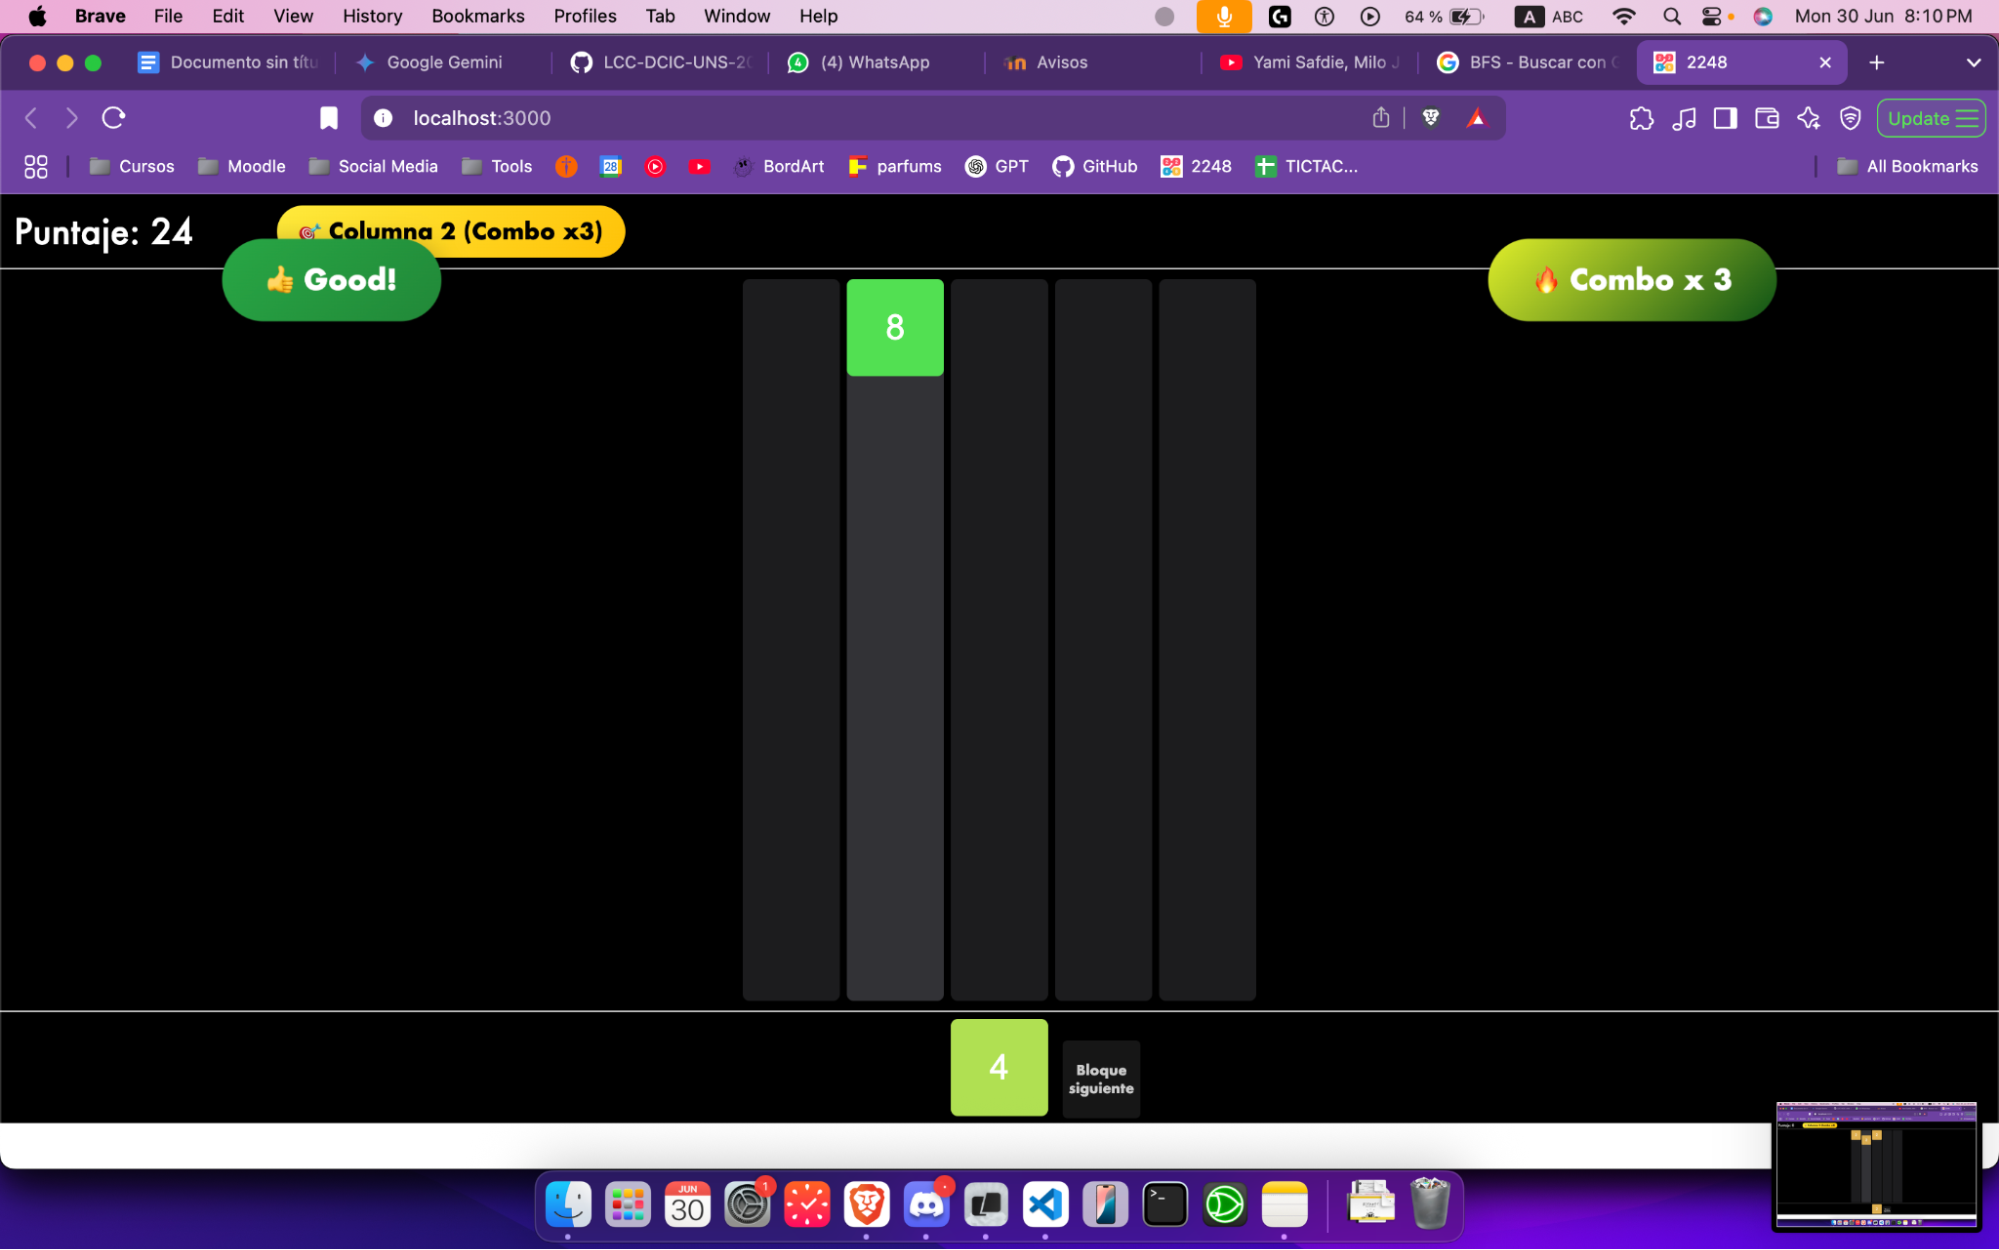 Brave File Edit View History Bookmarks Profiles Tab Window Help 64 % A ABC Mon 30 Jun 8:10 PM
Documento sin títu Google Gemini LCC-DCIC-UNS-20 (4) WhatsApp Avisos Yami Safdie, Milo J BFS - Buscar con 2248
localhost:3000 Update
Cursos Moodle Social Media Tools 28 BordArt parfums GPT GitHub 2248 TICTAC... All Bookmarks
Puntaje: 24
Columna 2 (Combo x3)
Good!
Combo x 3
8
4
Bloque
siguiente
JUN
30
1